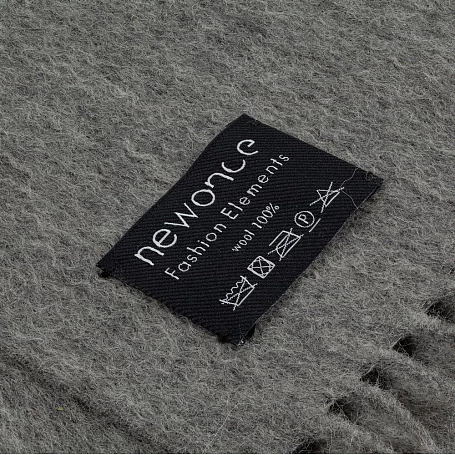 newonce
Fashion Elements
wool 100%
P